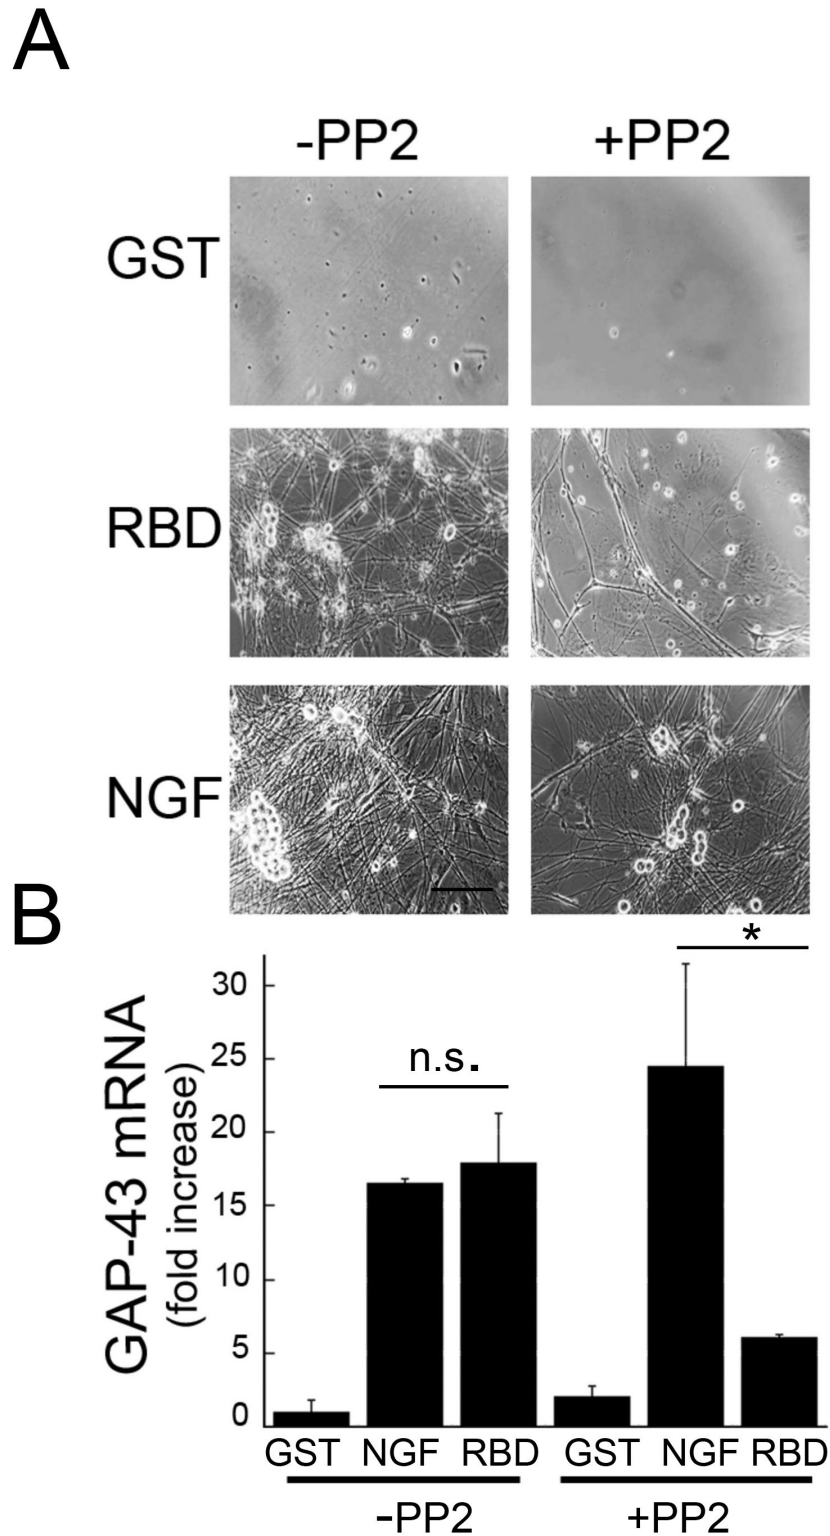 A
-PP2 +PP2
GST
RBD
NGF
B
*
n.s.
GAP-43 mRNA
(fold increase)
30
25
20
15
10
5
0
GST NGF RBD GST NGF RBD
-PP2 +PP2